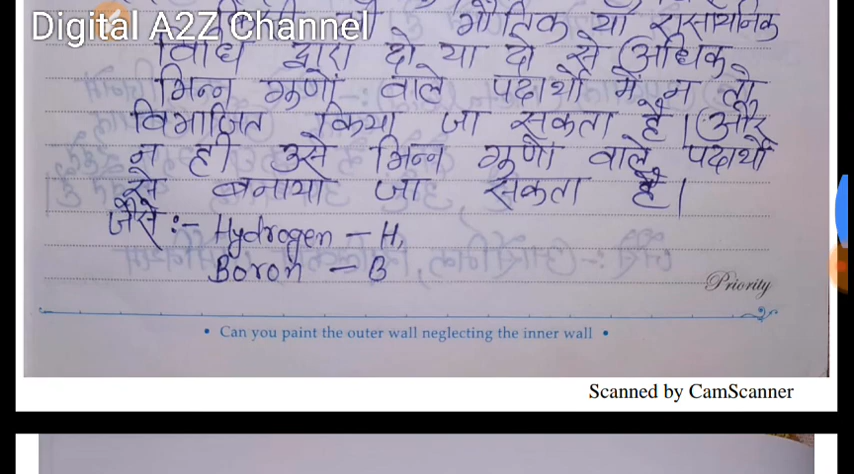 Digital A2Z Channel
भौतिक या रासायनिक
विधि द्वारा दो या दो से अधिक
भिन्न गुणों वाले पदार्थों में न तो
विभाजित किया जा सकता है। और
न ही उसे भिन्न गुणों वाले पदार्थों
से बनाया जा सकता है।
जैसे :- Hydrogen - H,
Boron - B
Priority
• Can you paint the outer wall neglecting the inner wall •
Scanned by CamScanner